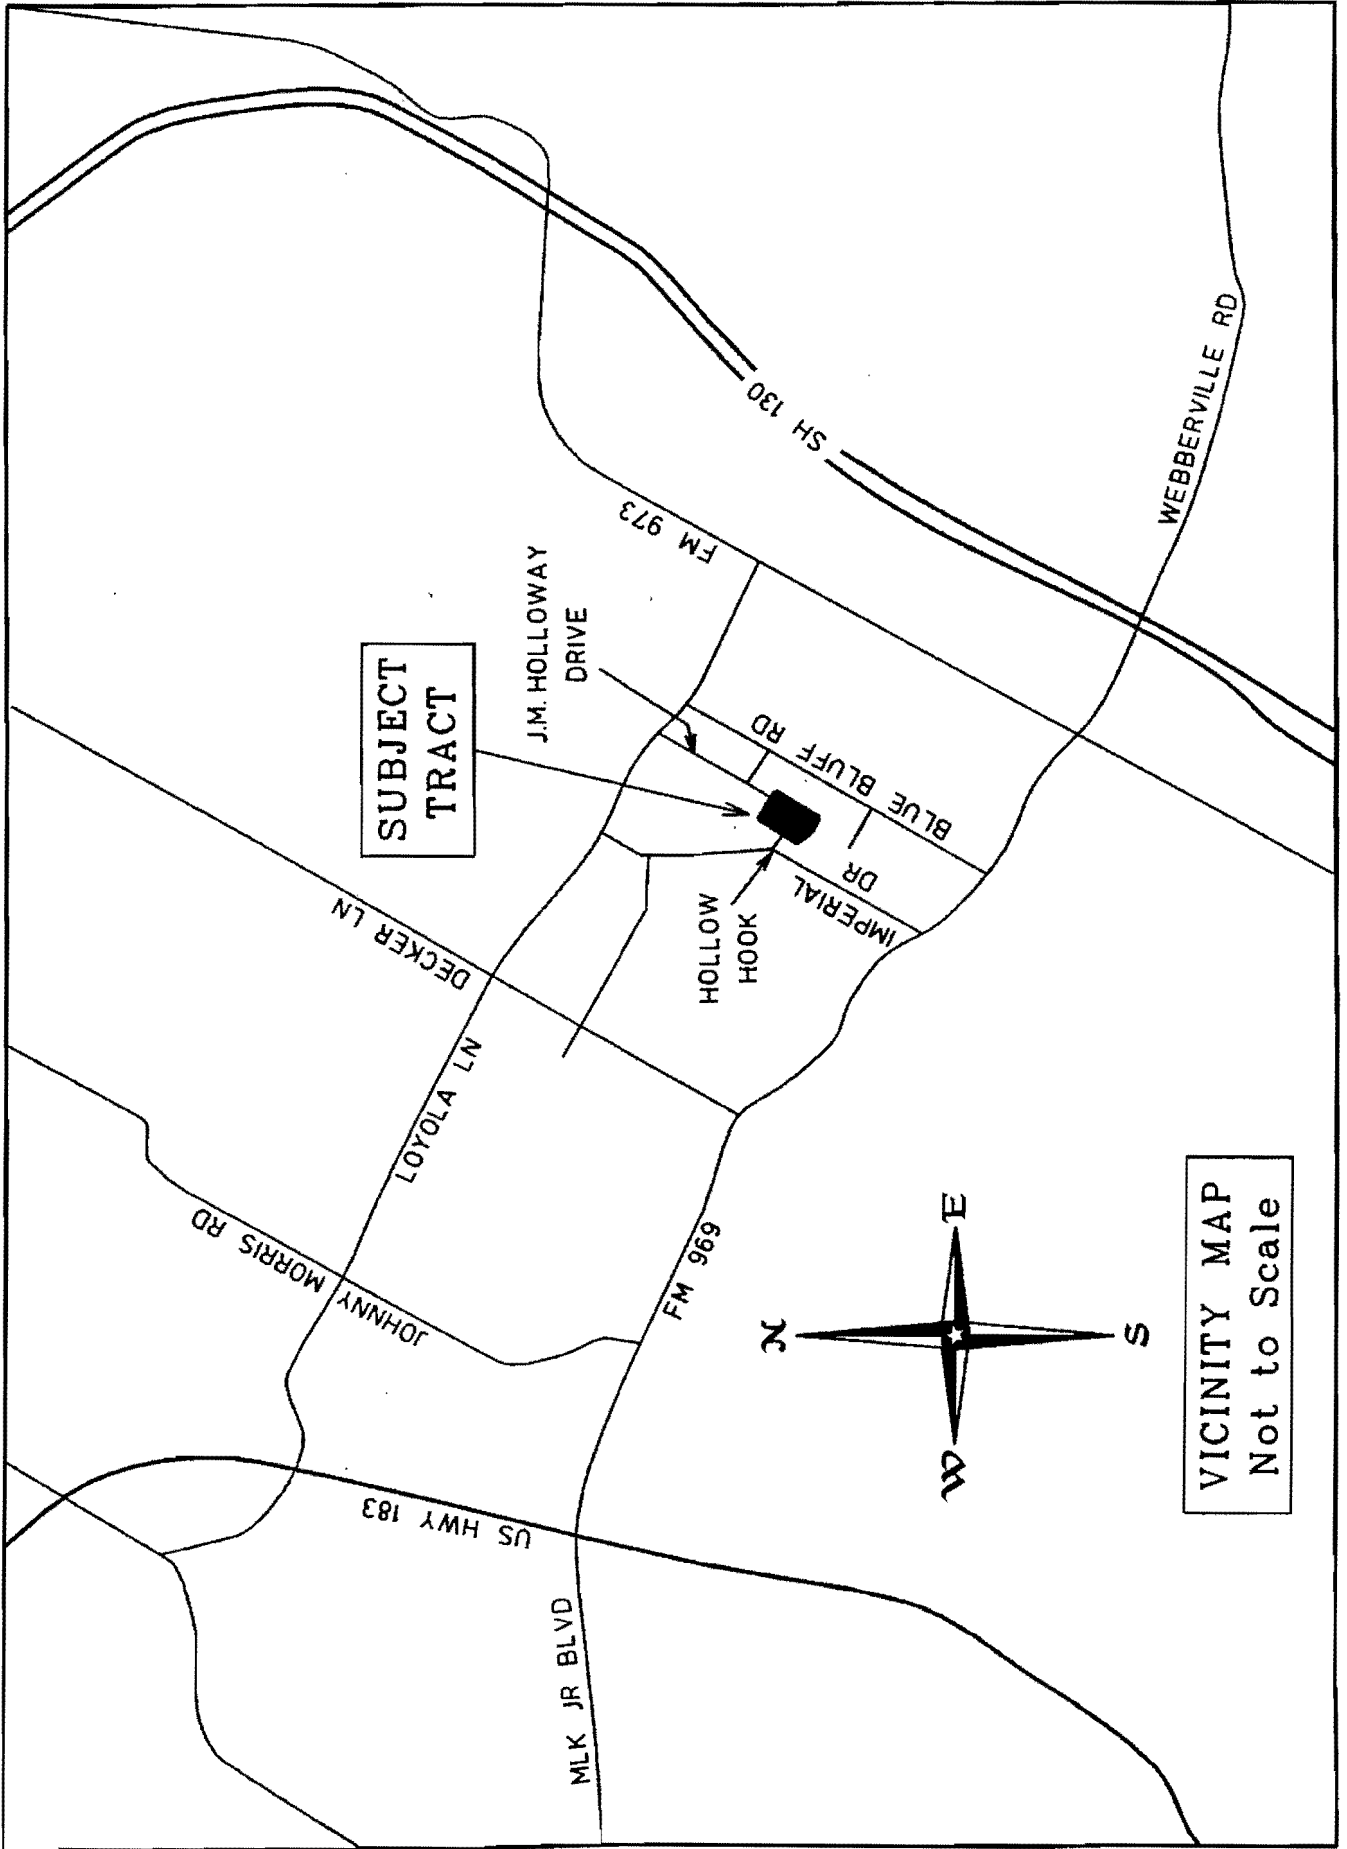 SUBJECT
TRACT
J.M. HOLLOWAY
DRIVE
FM 973
SH 130
WEBBERVILLE RD
BLUE BLUFF RD
IMPERIAL
DR
HOLLOW
HOOK
DECKER LN
LOYOLA LN
JOHNNY MORRIS RD
FM 969
US HWY 183
MLK JR BLVD
N
E
S
W
VICINITY MAP
Not to Scale